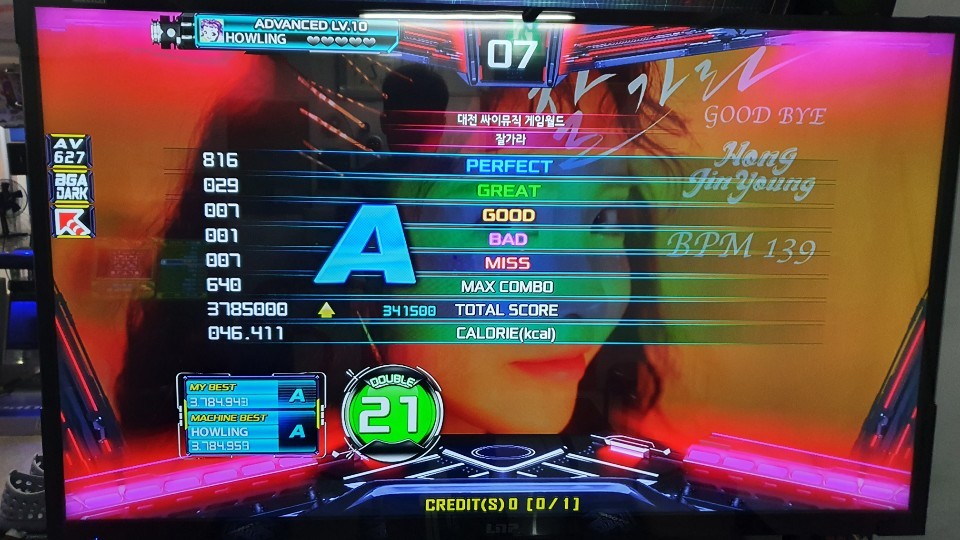 ADVANCED LV.10
HOWLING
07
잘가라
GOOD BYE
Hong
Jin Young
BPM 139
대전 싸이뮤직 게임월드
잘가라
AV
627
BGA
DARK
816 PERFECT
029 GREAT
007 GOOD
001 BAD
007 MISS
640 MAX COMBO
3785000 341500 TOTAL SCORE
046.411 CALORIE(kcal)
A
MY BEST
3.784.943 A
MACHINE BEST
HOWLING A
3.784.959
DOUBLE
21
CREDIT(S) 0 [0/1]